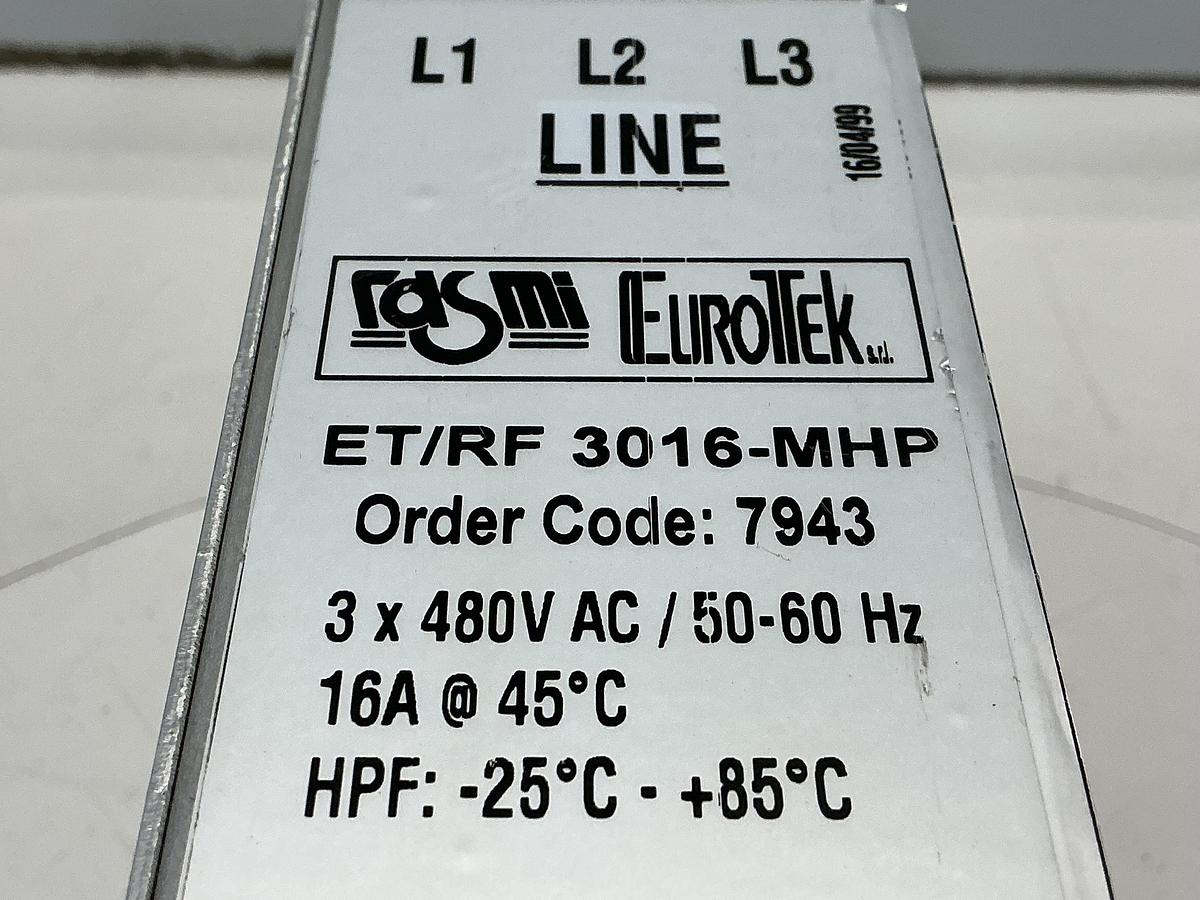 L1 L2 L3
LINE
16/04/99
rasmi EUROTEK s.r.l.
ET/RF 3016-MHP
Order Code: 7943
3 x 480V AC / 50-60 Hz
16A @ 45°C
HPF: -25°C - +85°C